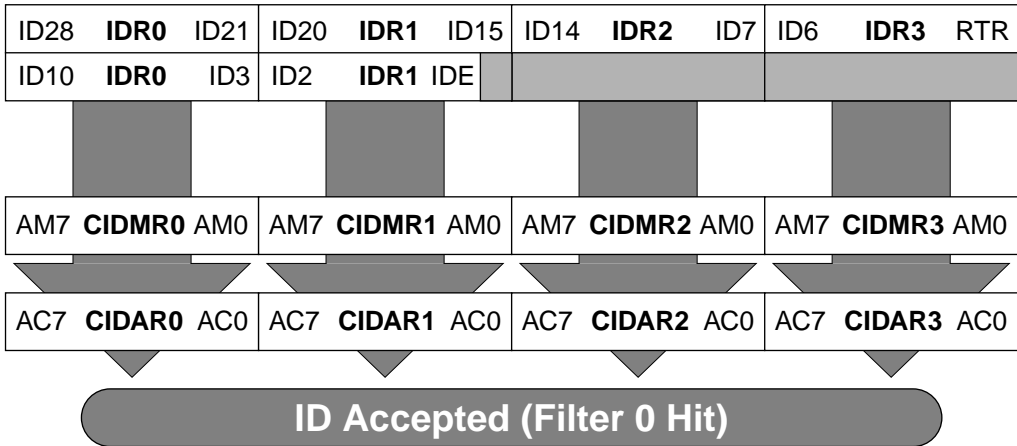 ID28 IDR0 ID21 ID20 IDR1 ID15 ID14 IDR2 ID7 ID6 IDR3 RTR
ID10 IDR0 ID3 ID2 IDR1 IDE
AM7 CIDMR0 AM0 AM7 CIDMR1 AM0 AM7 CIDMR2 AM0 AM7 CIDMR3 AM0
AC7 CIDAR0 AC0 AC7 CIDAR1 AC0 AC7 CIDAR2 AC0 AC7 CIDAR3 AC0
ID Accepted (Filter 0 Hit)